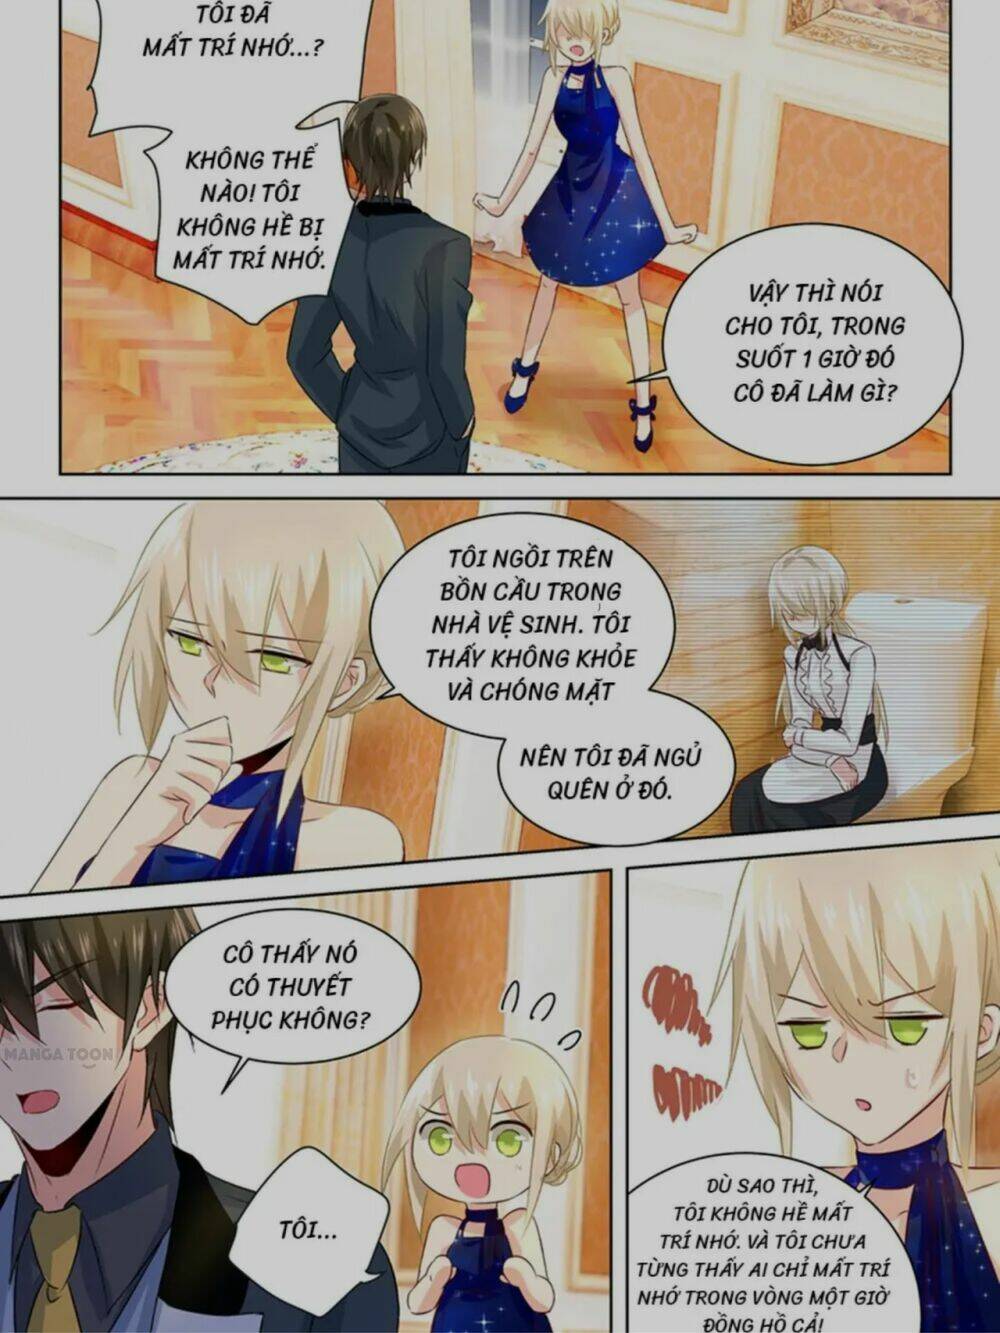 TÔI ĐÃ
MẤT TRÍ NHỚ...?
KHÔNG THỂ
NÀO! TÔI
KHÔNG HỀ BỊ
MẤT TRÍ NHỚ.
VẬY THÌ NÓI
CHO TÔI, TRONG
SUỐT 1 GIỜ ĐÓ
CÔ ĐÃ LÀM GÌ?
TÔI NGỒI TRÊN
BỒN CẦU TRONG
NHÀ VỆ SINH. TÔI
THẤY KHÔNG KHỎE
VÀ CHÓNG MẶT
NÊN TÔI ĐÃ NGỦ
QUÊN Ở ĐÓ.
CÔ THẤY NÓ
CÓ THUYẾT
PHỤC KHÔNG?
MANGA TOON
TÔI...
DÙ SAO THÌ,
TÔI KHÔNG HỀ MẤT
TRÍ NHỚ. VÀ TÔI CHƯA
TỪNG THẤY AI CHỈ MẤT TRÍ
NHỚ TRONG VÒNG MỘT GIỜ
ĐỒNG HỒ CẢ!